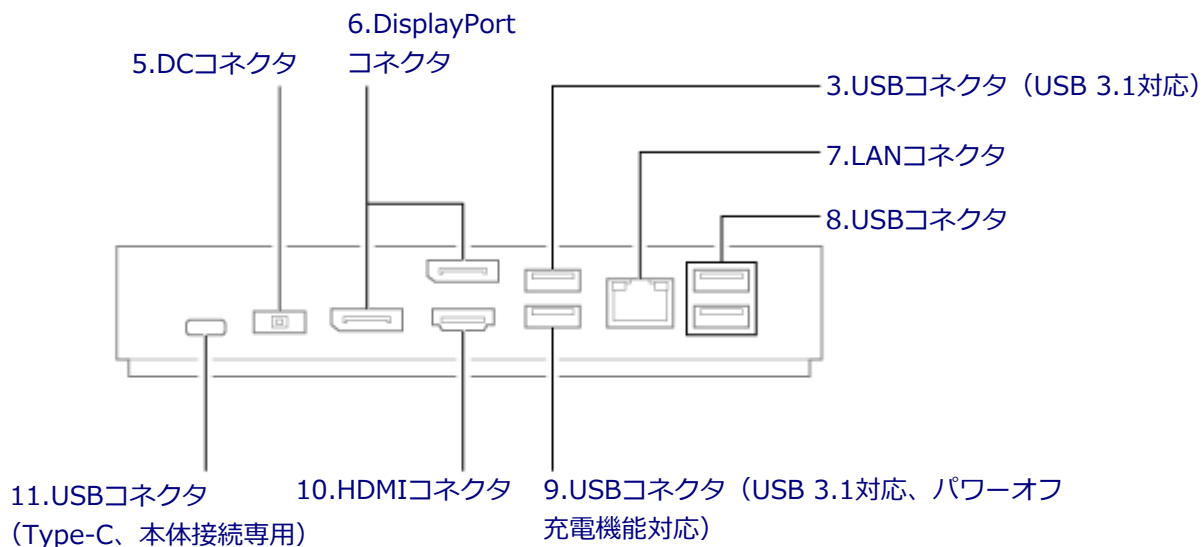 6.DisplayPort
コネクタ
5.DCコネクタ
3.USBコネクタ（USB 3.1対応）
7.LANコネクタ
8.USBコネクタ
11.USBコネクタ
（Type-C、本体接続専用）
10.HDMIコネクタ
9.USBコネクタ（USB 3.1対応、パワーオフ
充電機能対応）